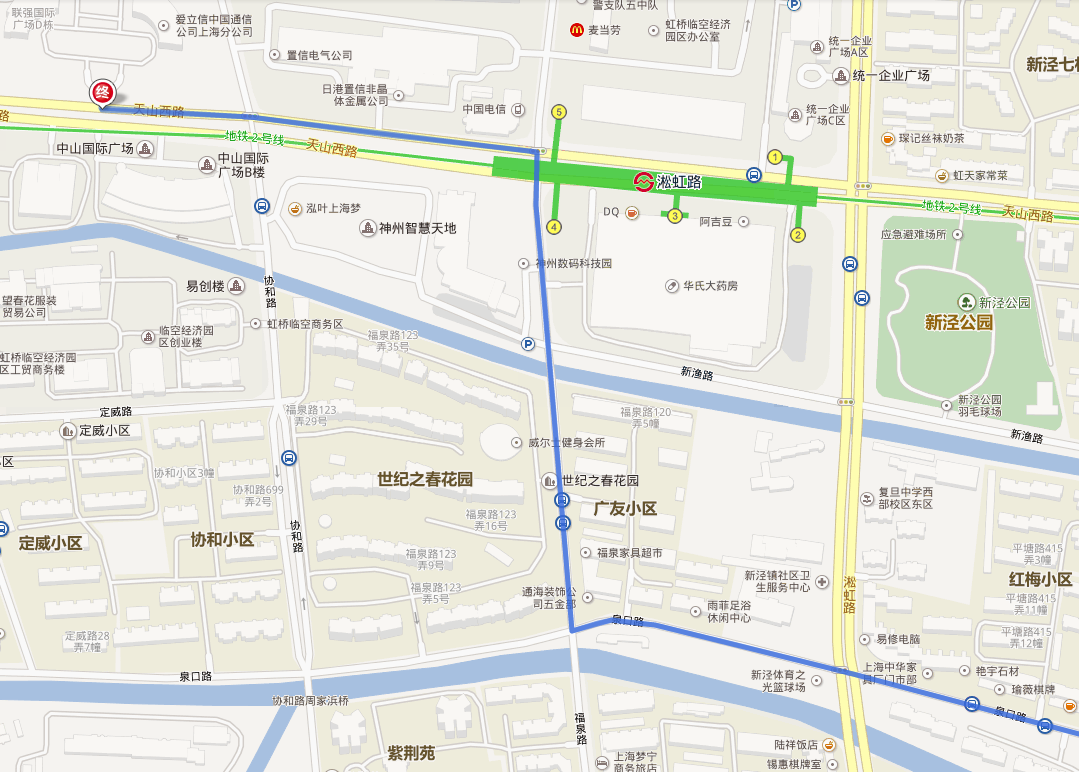 联强国际
广场D栋
爱立信中国通信
公司上海分公司
警支队五中队
P
麦当劳
虹桥临空经济
园区办公室
统一企业
广场A区
置信电气公司
统一企业广场
新泾七村
终
日港置信非晶
体金属公司
中国电信
5
统一企业
广场C区
天山西路
路
地铁2号线
天山西路
琛记丝袜奶茶
中山国际广场
中山国际
广场B楼
1
淞虹路
虹天家常菜
泓叶上海梦
DQ
3
阿吉豆
地铁2号线
天山西路
神州智慧天地
4
2
应急避难场所
神州数码科技园
易创楼
协和路
华氏大药房
新泾公园
新泾公园
望春花服装
贸易公司
临空经济园
区创业楼
虹桥临空商务区
福泉路123
弄35号
P
虹桥临空经济园
区工贸商务楼
新渔路
新泾公园
羽毛球场
定威路
福泉路123
弄29号
福泉路120
弄5幢
新渔路
定威小区
小区
威尔士健身会所
协和小区3幢
世纪之春花园
世纪之春花园
协和路699
弄2号
复旦中学西
部校区东区
广友小区
福泉路123
弄16号
定威小区
协和小区
协和路
福泉路123
弄9号
福泉家具超市
平塘路415
弄3幢
新泾镇社区卫
生服务中心
红梅小区
淞虹路
福泉路123
弄5号
通海装饰公
司五金部
平塘路415
弄11幢
雨菲足浴
休闲中心
泉口路
定威路28
弄7幢
易修电脑
平塘路415
弄12幢
泉口路
新泾体育之
光篮球场
上海中华家
具厂门市部
艳宇石材
瑜薇棋牌
协和路周家浜桥
泉口路
福泉路
紫荆苑
上海梦宁
商务旅店
陆祥饭店
锡惠棋牌室